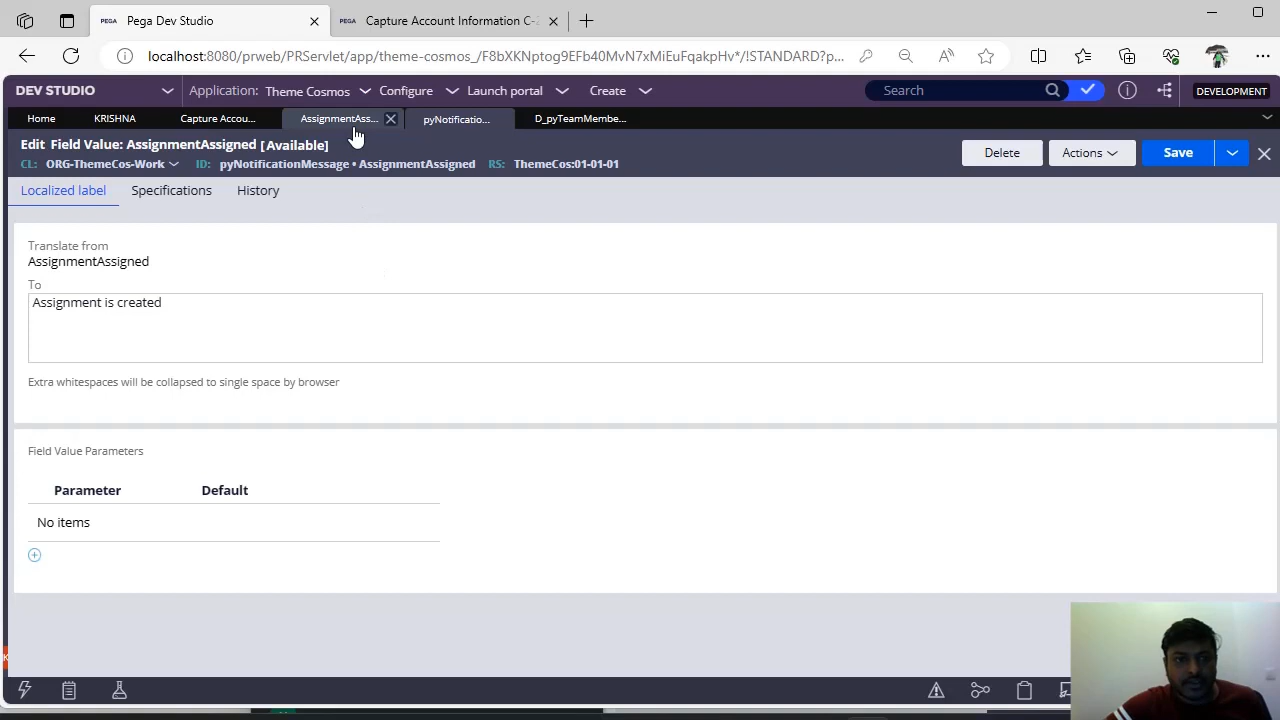 PEGA Pega Dev Studio
PEGA Capture Account Information C-
localhost:8080/prweb/PRServlet/app/theme-cosmos_/F8bXKNptog9EFb40MvN7xMiEuFqakpHv*/!STANDARD?p...
DEV STUDIO Application: Theme Cosmos Configure Launch portal Create Search DEVELOPMENT
Home KRISHNA Capture Accou... AssignmentAss... pyNotificatio... D_pyTeamMembe...
Edit Field Value: AssignmentAssigned [Available]
CL: ORG-ThemeCos-Work ID: pyNotificationMessage • AssignmentAssigned RS: ThemeCos:01-01-01
Delete Actions Save
Localized label Specifications History
Translate from
AssignmentAssigned
To
Assignment is created
Extra whitespaces will be collapsed to single space by browser
Field Value Parameters
Parameter Default
No items